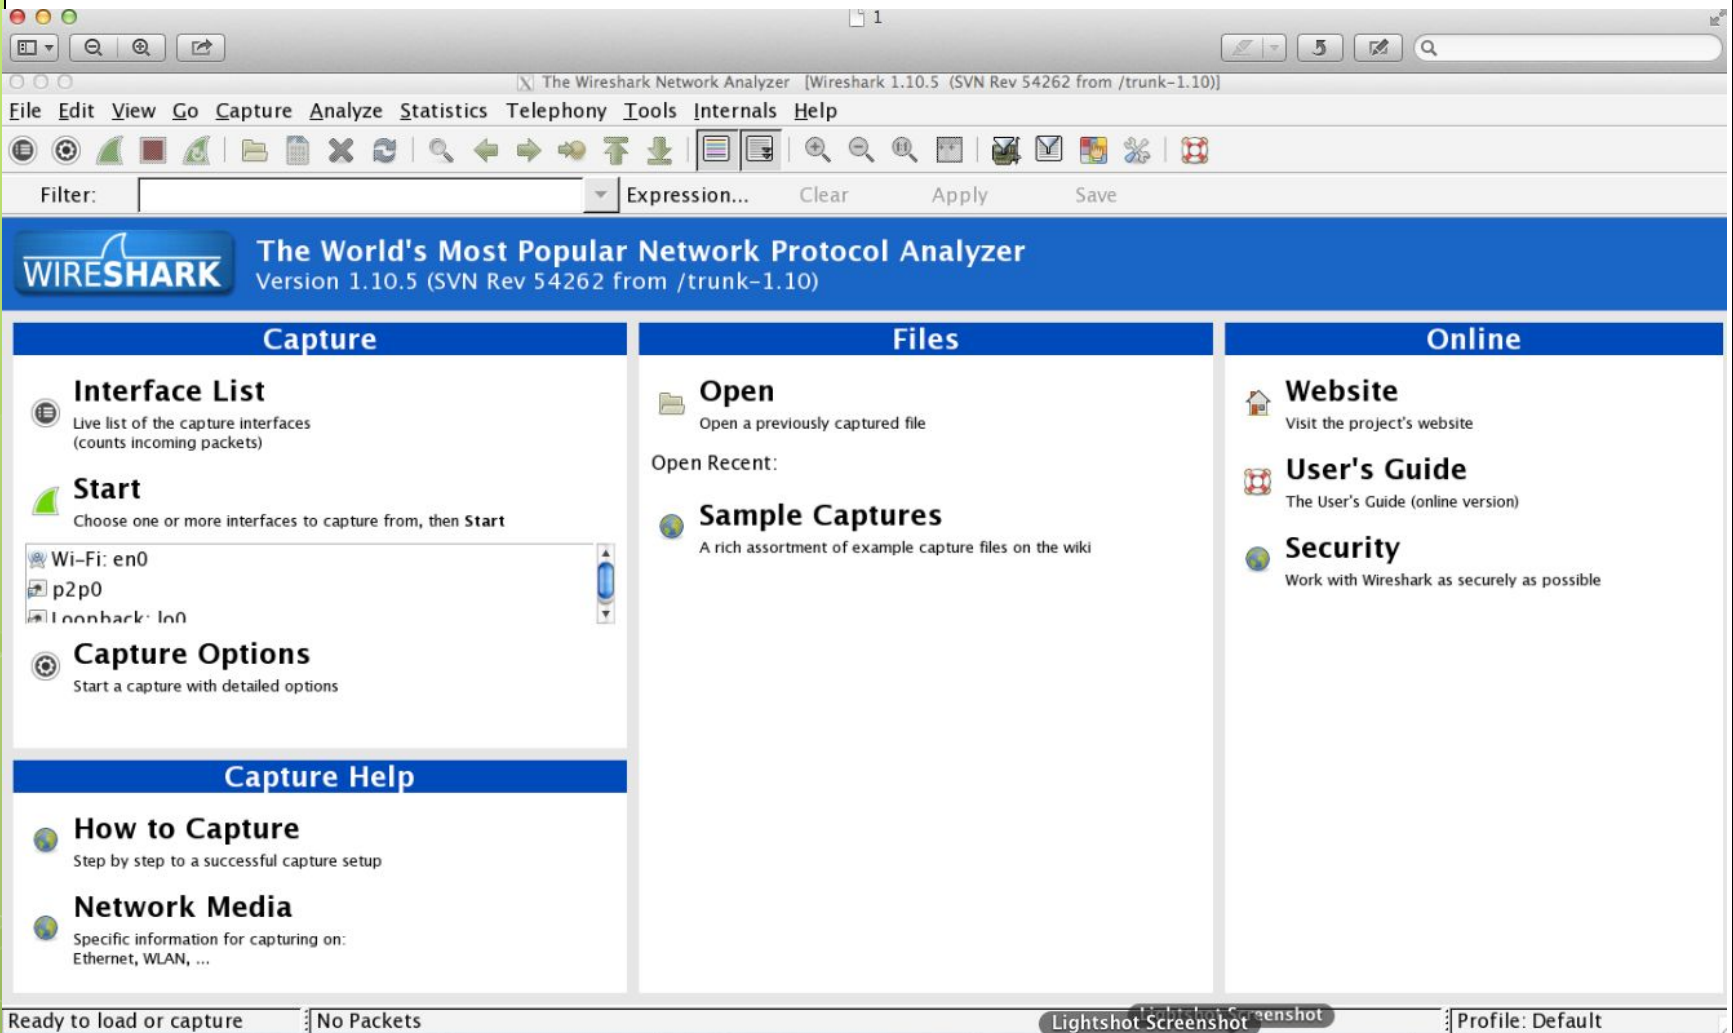 1
The Wireshark Network Analyzer [Wireshark 1.10.5 (SVN Rev 54262 from /trunk-1.10)]
File Edit View Go Capture Analyze Statistics Telephony Tools Internals Help
Filter: Expression... Clear Apply Save
WIRESHARK
The World's Most Popular Network Protocol Analyzer
Version 1.10.5 (SVN Rev 54262 from /trunk-1.10)
Capture
Interface List
Live list of the capture interfaces
(counts incoming packets)
Start
Choose one or more interfaces to capture from, then Start
Wi-Fi: en0
p2p0
Loopback: lo0
Capture Options
Start a capture with detailed options
Capture Help
How to Capture
Step by step to a successful capture setup
Network Media
Specific information for capturing on:
Ethernet, WLAN, ...
Files
Open
Open a previously captured file
Open Recent:
Sample Captures
A rich assortment of example capture files on the wiki
Online
Website
Visit the project's website
User's Guide
The User's Guide (online version)
Security
Work with Wireshark as securely as possible
Ready to load or capture
No Packets
Lightshot Screenshot
Lightshot Screenshot
Profile: Default